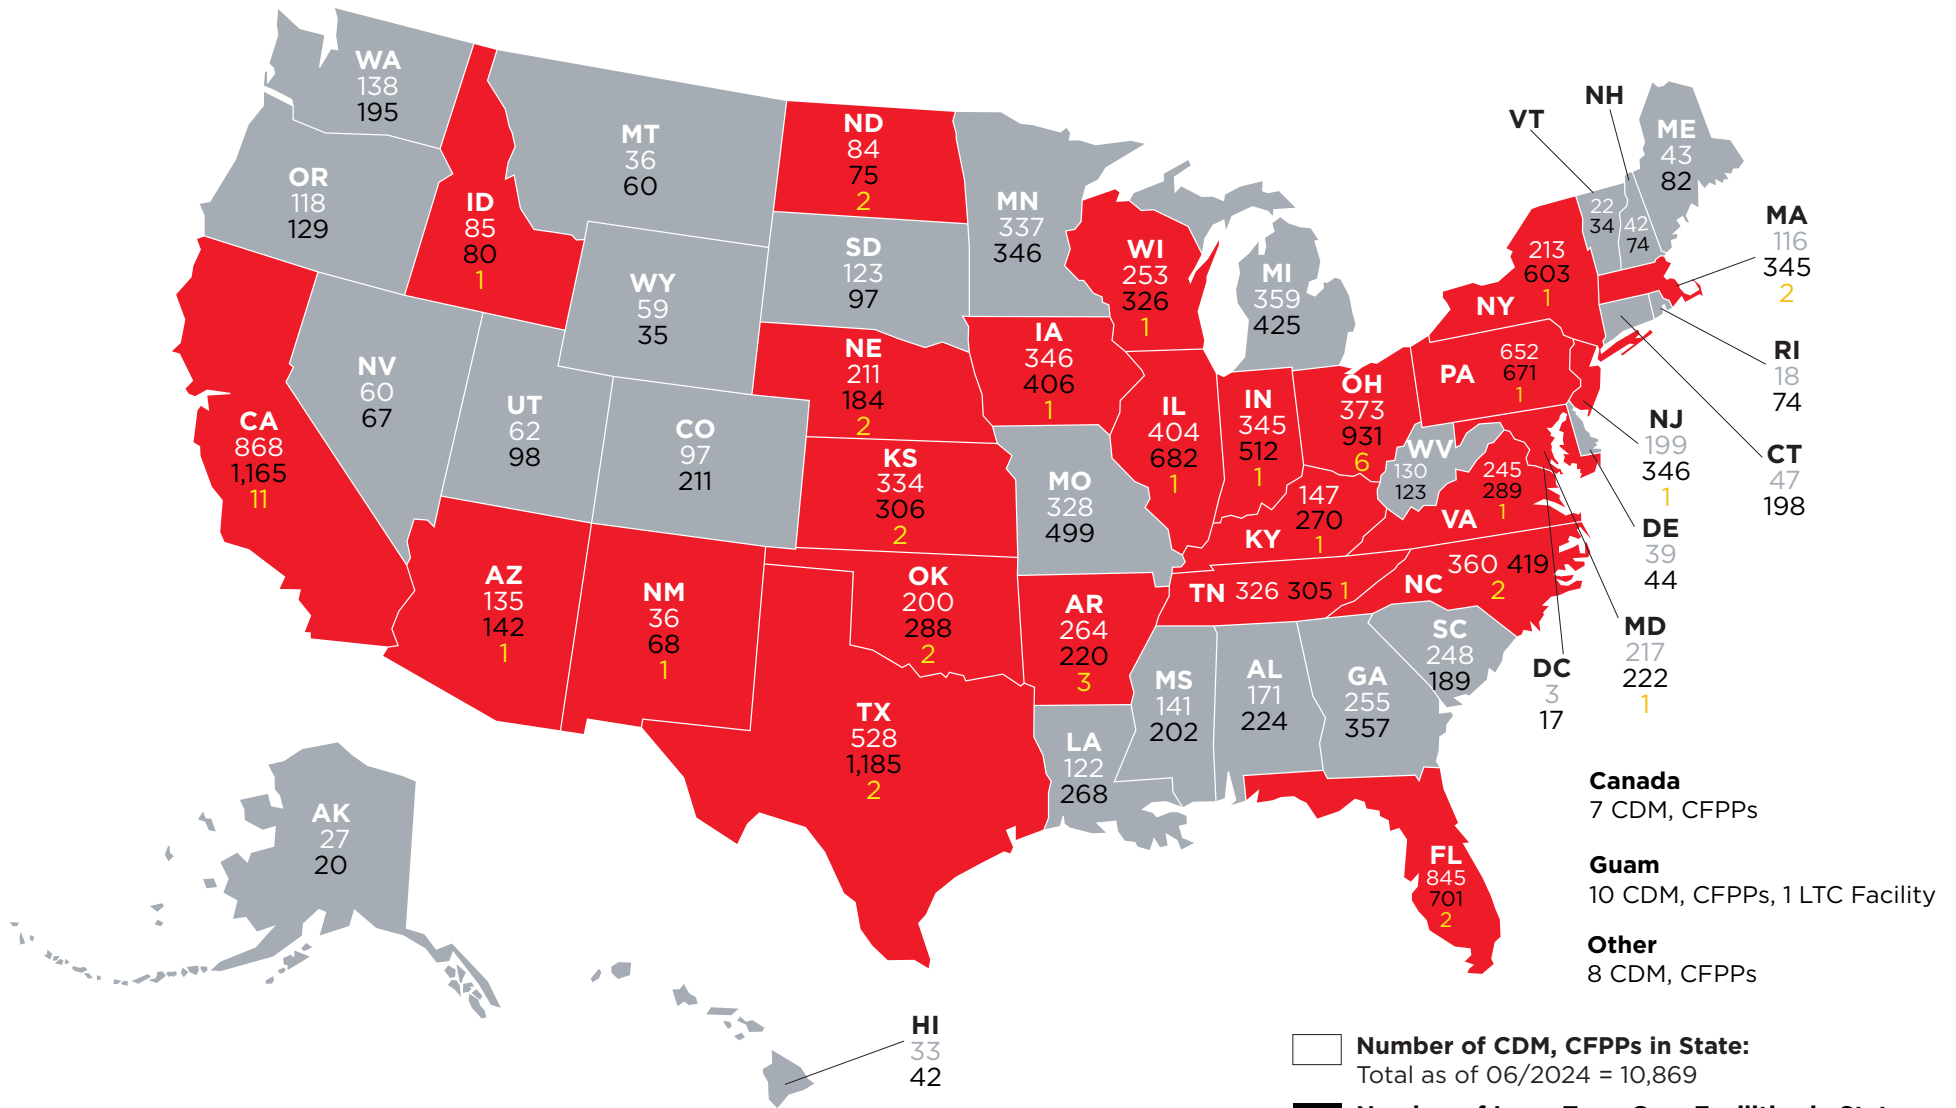 WA
138
195
OR
118
129
ID
85
80
1
MT
36
60
ND
84
75
2
MN
337
346
SD
123
97
WY
59
35
WI
253
326
1
MI
359
425
VT
22
34
NH
42
74
ME
43
82
MA
116
345
2
213
603
1
NY
RI
18
74
NV
60
67
UT
62
98
CO
97
211
NE
211
184
2
IA
346
406
1
IL
404
682
1
IN
345
512
1
OH
373
931
6
PA
652
671
1
NJ
199
346
1
CT
47
198
CA
868
1,165
11
KS
334
306
2
MO
328
499
WV
130
123
245
289
1
VA
147
270
KY 1
DE
39
44
AZ
135
142
1
NM
36
68
1
OK
200
288
2
AR
264
220
3
TN 326 305 1
360 419
NC 2
SC
248
189
DC
3
17
MD
217
222
1
TX
528
1,185
2
LA
122
268
MS
141
202
AL
171
224
GA
255
357
FL
845
701
2
AK
27
20
HI
33
42
Canada
7 CDM, CFPPs
Guam
10 CDM, CFPPs, 1 LTC Facility
Other
8 CDM, CFPPs
Number of CDM, CFPPs in State:
Total as of 06/2024 = 10,869